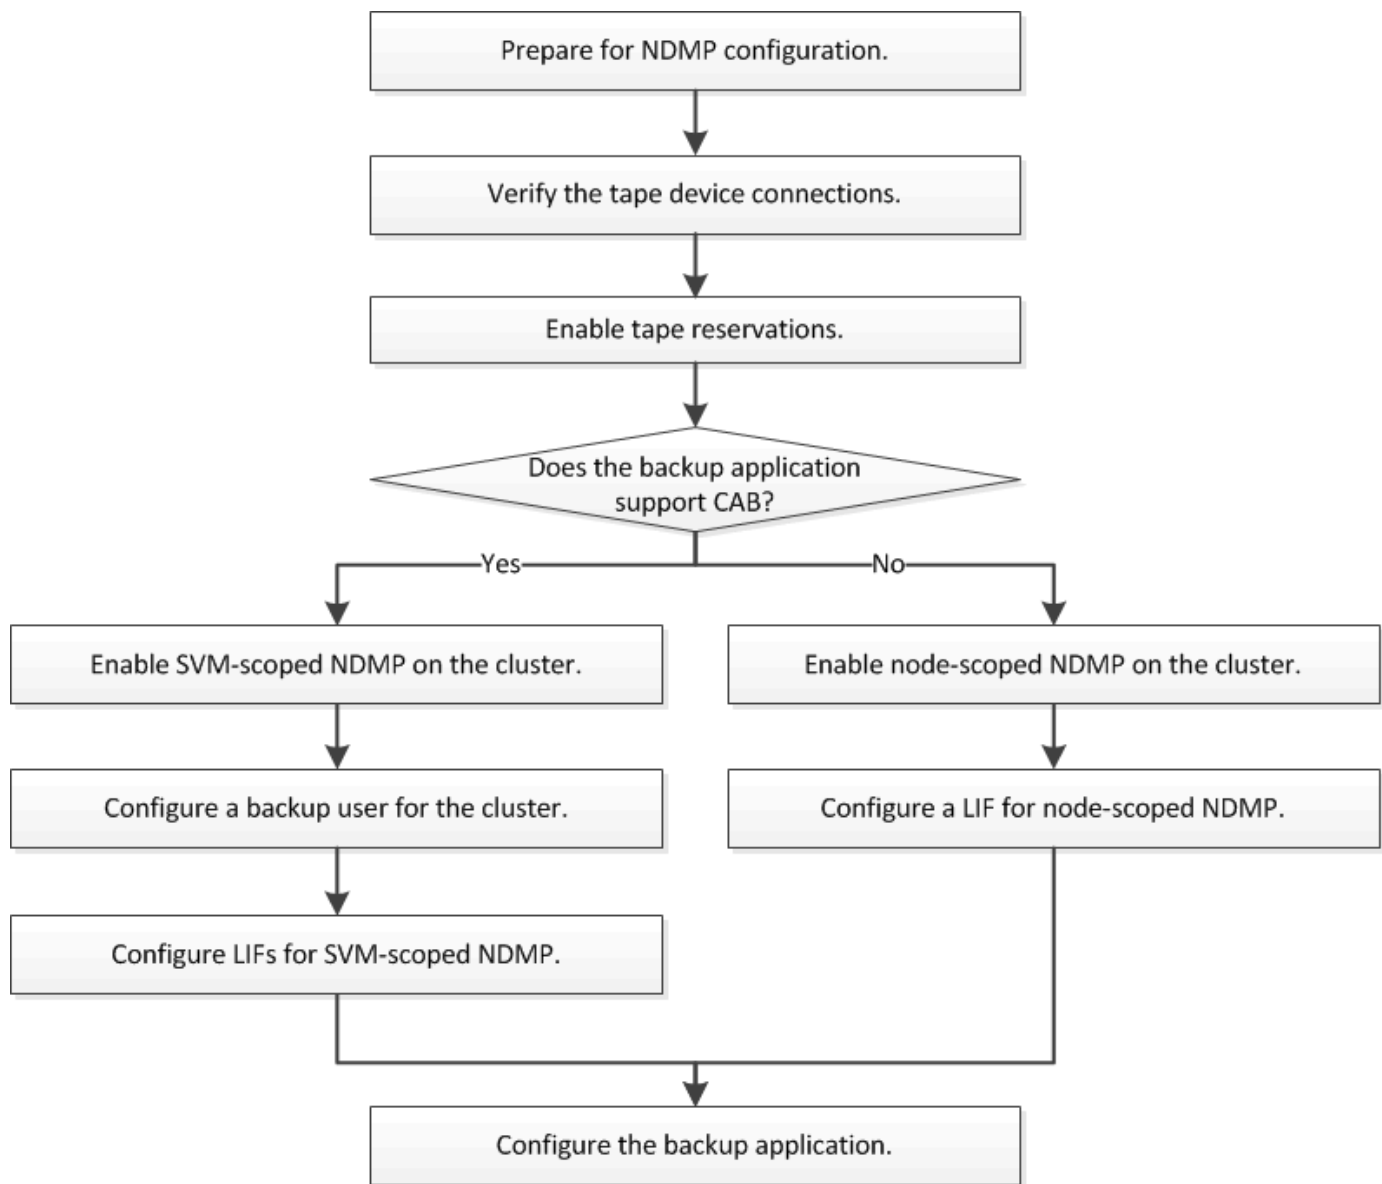 Prepare for NDMP configuration.
Verify the tape device connections.
Enable tape reservations.
Does the backup application
support CAB?
Yes
No
Enable SVM-scoped NDMP on the cluster.
Enable node-scoped NDMP on the cluster.
Configure a backup user for the cluster.
Configure a LIF for node-scoped NDMP.
Configure LIFs for SVM-scoped NDMP.
Configure the backup application.